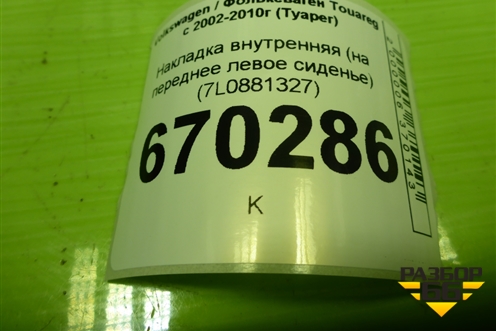 Volkswagen / Фольксваген Touareg
с 2002-2010г (Туарег)
Накладка внутренняя (на
переднее левое сиденье)
(7L0881327)
670286
К
РАЗБОР